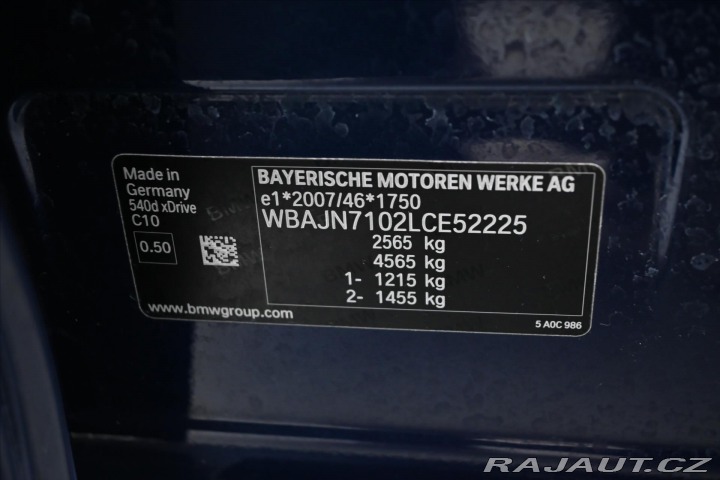 Made in
Germany
540d xDrive
C10
0.50
BAYERISCHE MOTOREN WERKE AG
e1*2007/46*1750
WBAJN7102LCE52225
2565 kg
4565 kg
1- 1215 kg
2- 1455 kg
www.bmwgroup.com
5 A0C 986
RAJAUT.CZ